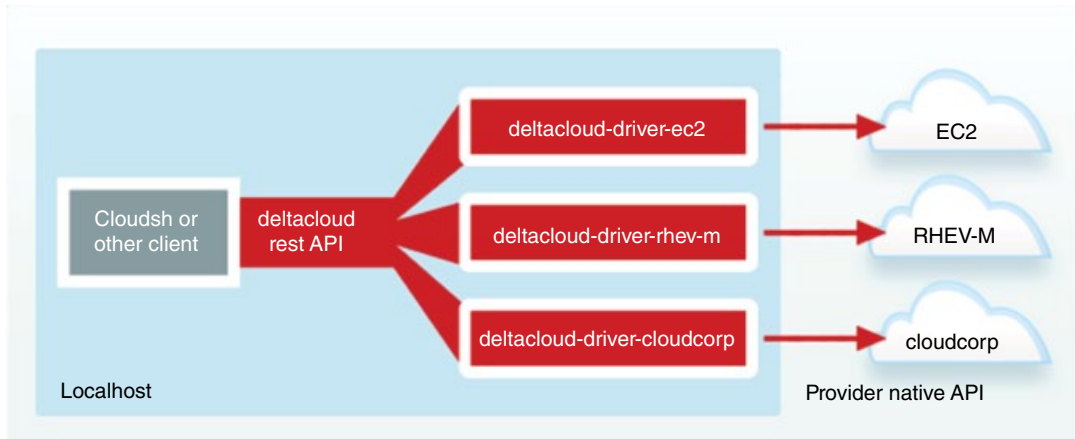 Cloudsh or
other client
deltacloud
rest API
deltacloud-driver-ec2
EC2
deltacloud-driver-rhev-m
RHEV-M
deltacloud-driver-cloudcorp
cloudcorp
Localhost
Provider native API